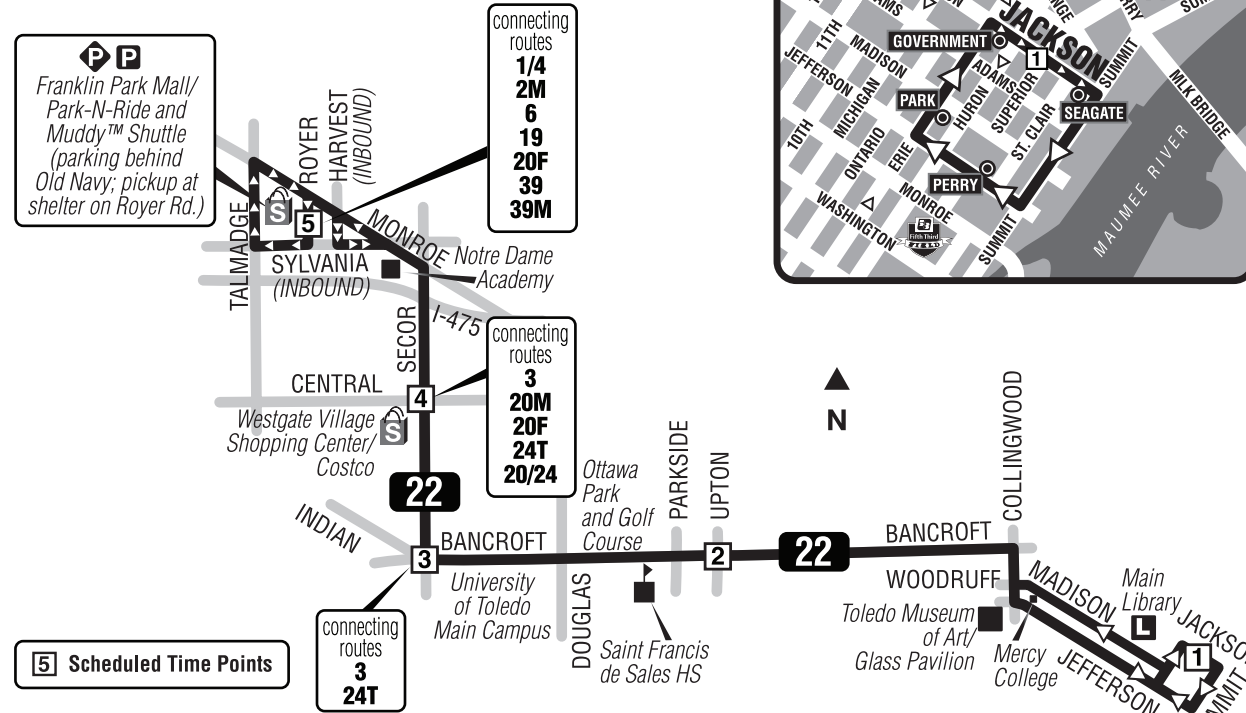 Franklin Park Mall/
Park-N-Ride and
Muddy™ Shuttle
(parking behind
Old Navy; pickup at
shelter on Royer Rd.)
P P
connecting
routes
1/4
2M
6
19
20F
39
39M
ROYER
HARVEST
(INBOUND)
S
5
MONROE
TALMADGE
SYLVANIA
(INBOUND)
Notre Dame
Academy
I-475
SECOR
connecting
routes
3
20M
20F
24T
20/24
CENTRAL
4
Westgate Village
Shopping Center/
Costco
S
22
INDIAN
3
BANCROFT
University
of Toledo
Main Campus
connecting
routes
3
24T
5 Scheduled Time Points
DOUGLAS
Ottawa
Park
and Golf
Course
Saint Francis
de Sales HS
PARKSIDE
UPTON
2
22
BANCROFT
N
COLLINGWOOD
WOODRUFF
Toledo Museum
of Art/
Glass Pavilion
Mercy
College
MADISON
JEFFERSON
Main
Library
L
JACKSO
1
MMIT
JACKSON
GOVERNMENT
1
ADAMS
SUMMIT
11TH
MADISON
JEFFERSON
10TH
MICHIGAN
ONTARIO
ERIE
HURON
SUPERIOR
ST. CLAIR
PARK
SEAGATE
PERRY
MONROE
WASHINGTON
SUMMIT
Fifth Third
MLK BRIDGE
MAUMEE RIVER